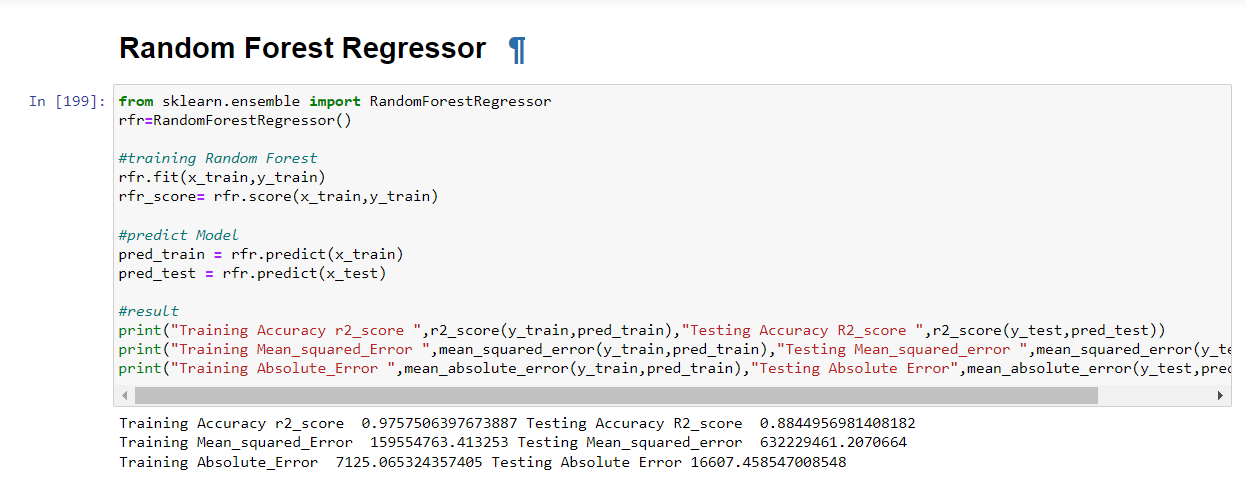 Random Forest Regressor ¶
In [199]: from sklearn.ensemble import RandomForestRegressor
rfr=RandomForestRegressor()
#training Random Forest
rfr.fit(x_train,y_train)
rfr_score= rfr.score(x_train,y_train)
#predict Model
pred_train = rfr.predict(x_train)
pred_test = rfr.predict(x_test)
#result
print("Training Accuracy r2_score ",r2_score(y_train,pred_train),"Testing Accuracy R2_score ",r2_score(y_test,pred_test))
print("Training Mean_squared_Error ",mean_squared_error(y_train,pred_train),"Testing Mean_squared_error ",mean_squared_error(y_te
print("Training Absolute_Error ",mean_absolute_error(y_train,pred_train),"Testing Absolute Error",mean_absolute_error(y_test,pred
Training Accuracy r2_score  0.9757506397673887 Testing Accuracy R2_score  0.8844956981408182
Training Mean_squared_Error  159554763.413253 Testing Mean_squared_error  632229461.2070664
Training Absolute_Error  7125.065324357405 Testing Absolute Error 16607.458547008548